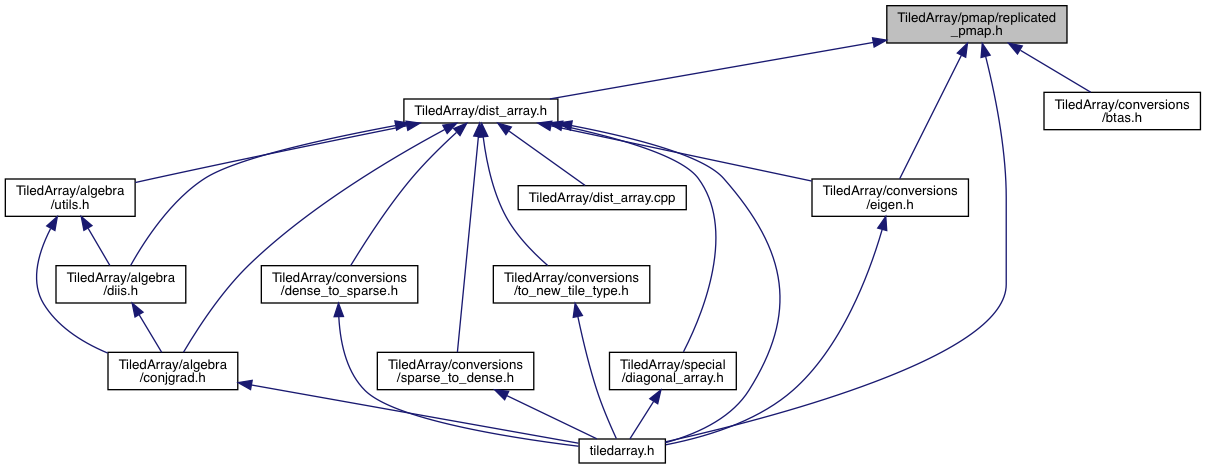 TiledArray/pmap/replicated
_pmap.h
TiledArray/dist_array.h
TiledArray/conversions
/btas.h
TiledArray/algebra
/utils.h
TiledArray/dist_array.cpp
TiledArray/conversions
/eigen.h
TiledArray/algebra
/diis.h
TiledArray/conversions
/dense_to_sparse.h
TiledArray/conversions
/to_new_tile_type.h
TiledArray/algebra
/conjgrad.h
TiledArray/conversions
/sparse_to_dense.h
TiledArray/special
/diagonal_array.h
tiledarray.h